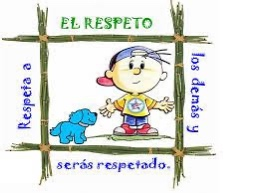 EL RESPETO
Respeta a
los demás y
serás respetado.